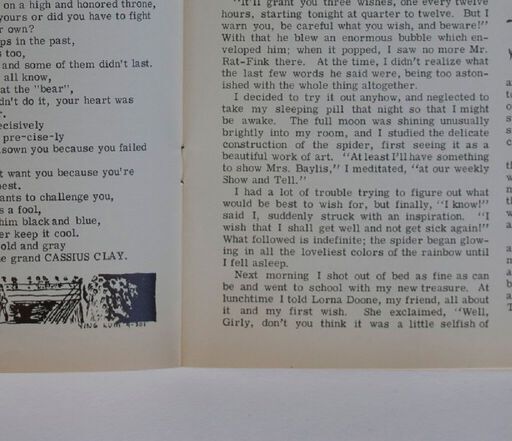 on a high and honored throne,
yours or did you have to fight
own?
ps in the past,
too,
and some of them didn't last.
all know,
at the "bear",
dn't do it, your heart was
ecisively
pre-cise-ly
sown you because you failed
t want you because you're
best.
ants to challenge you,
s a fool,
him black and blue,
er keep it cool.
old and gray
e grand CASSIUS CLAY.
"It'll grant you three wishes, one every twelve
hours, starting tonight at quarter to twelve. But I
warn you, be careful what you wish, and beware!"
With that he blew an enormous bubble which en-
veloped him; when it popped, I saw no more Mr.
Rat-Fink there. At the time, I didn't realize what
the last few words he said were, being too aston-
ished with the whole thing altogether.
I decided to try it out anyhow, and neglected to
take my sleeping pill that night so that I might
be awake. The full moon was shining unusually
brightly into my room, and I studied the delicate
construction of the spider, first seeing it as a
beautiful work of art. "At least I'll have something
to show Mrs. Baylis," I meditated, "at our weekly
Show and Tell."
I had a lot of trouble trying to figure out what
would be best to wish for, but finally, "I know!"
said I, suddenly struck with an inspiration. "I
wish that I shall get well and not get sick again!"
What followed is indefinite; the spider began glow-
ing in all the loveliest colors of the rainbow until
I fell asleep.
Next morning I shot out of bed as fine as can
be and went to school with my new treasure. At
lunchtime I told Lorna Doone, my friend, all about
it and my first wish. She exclaimed, "Well,
Girly, don't you think it was a little selfish of